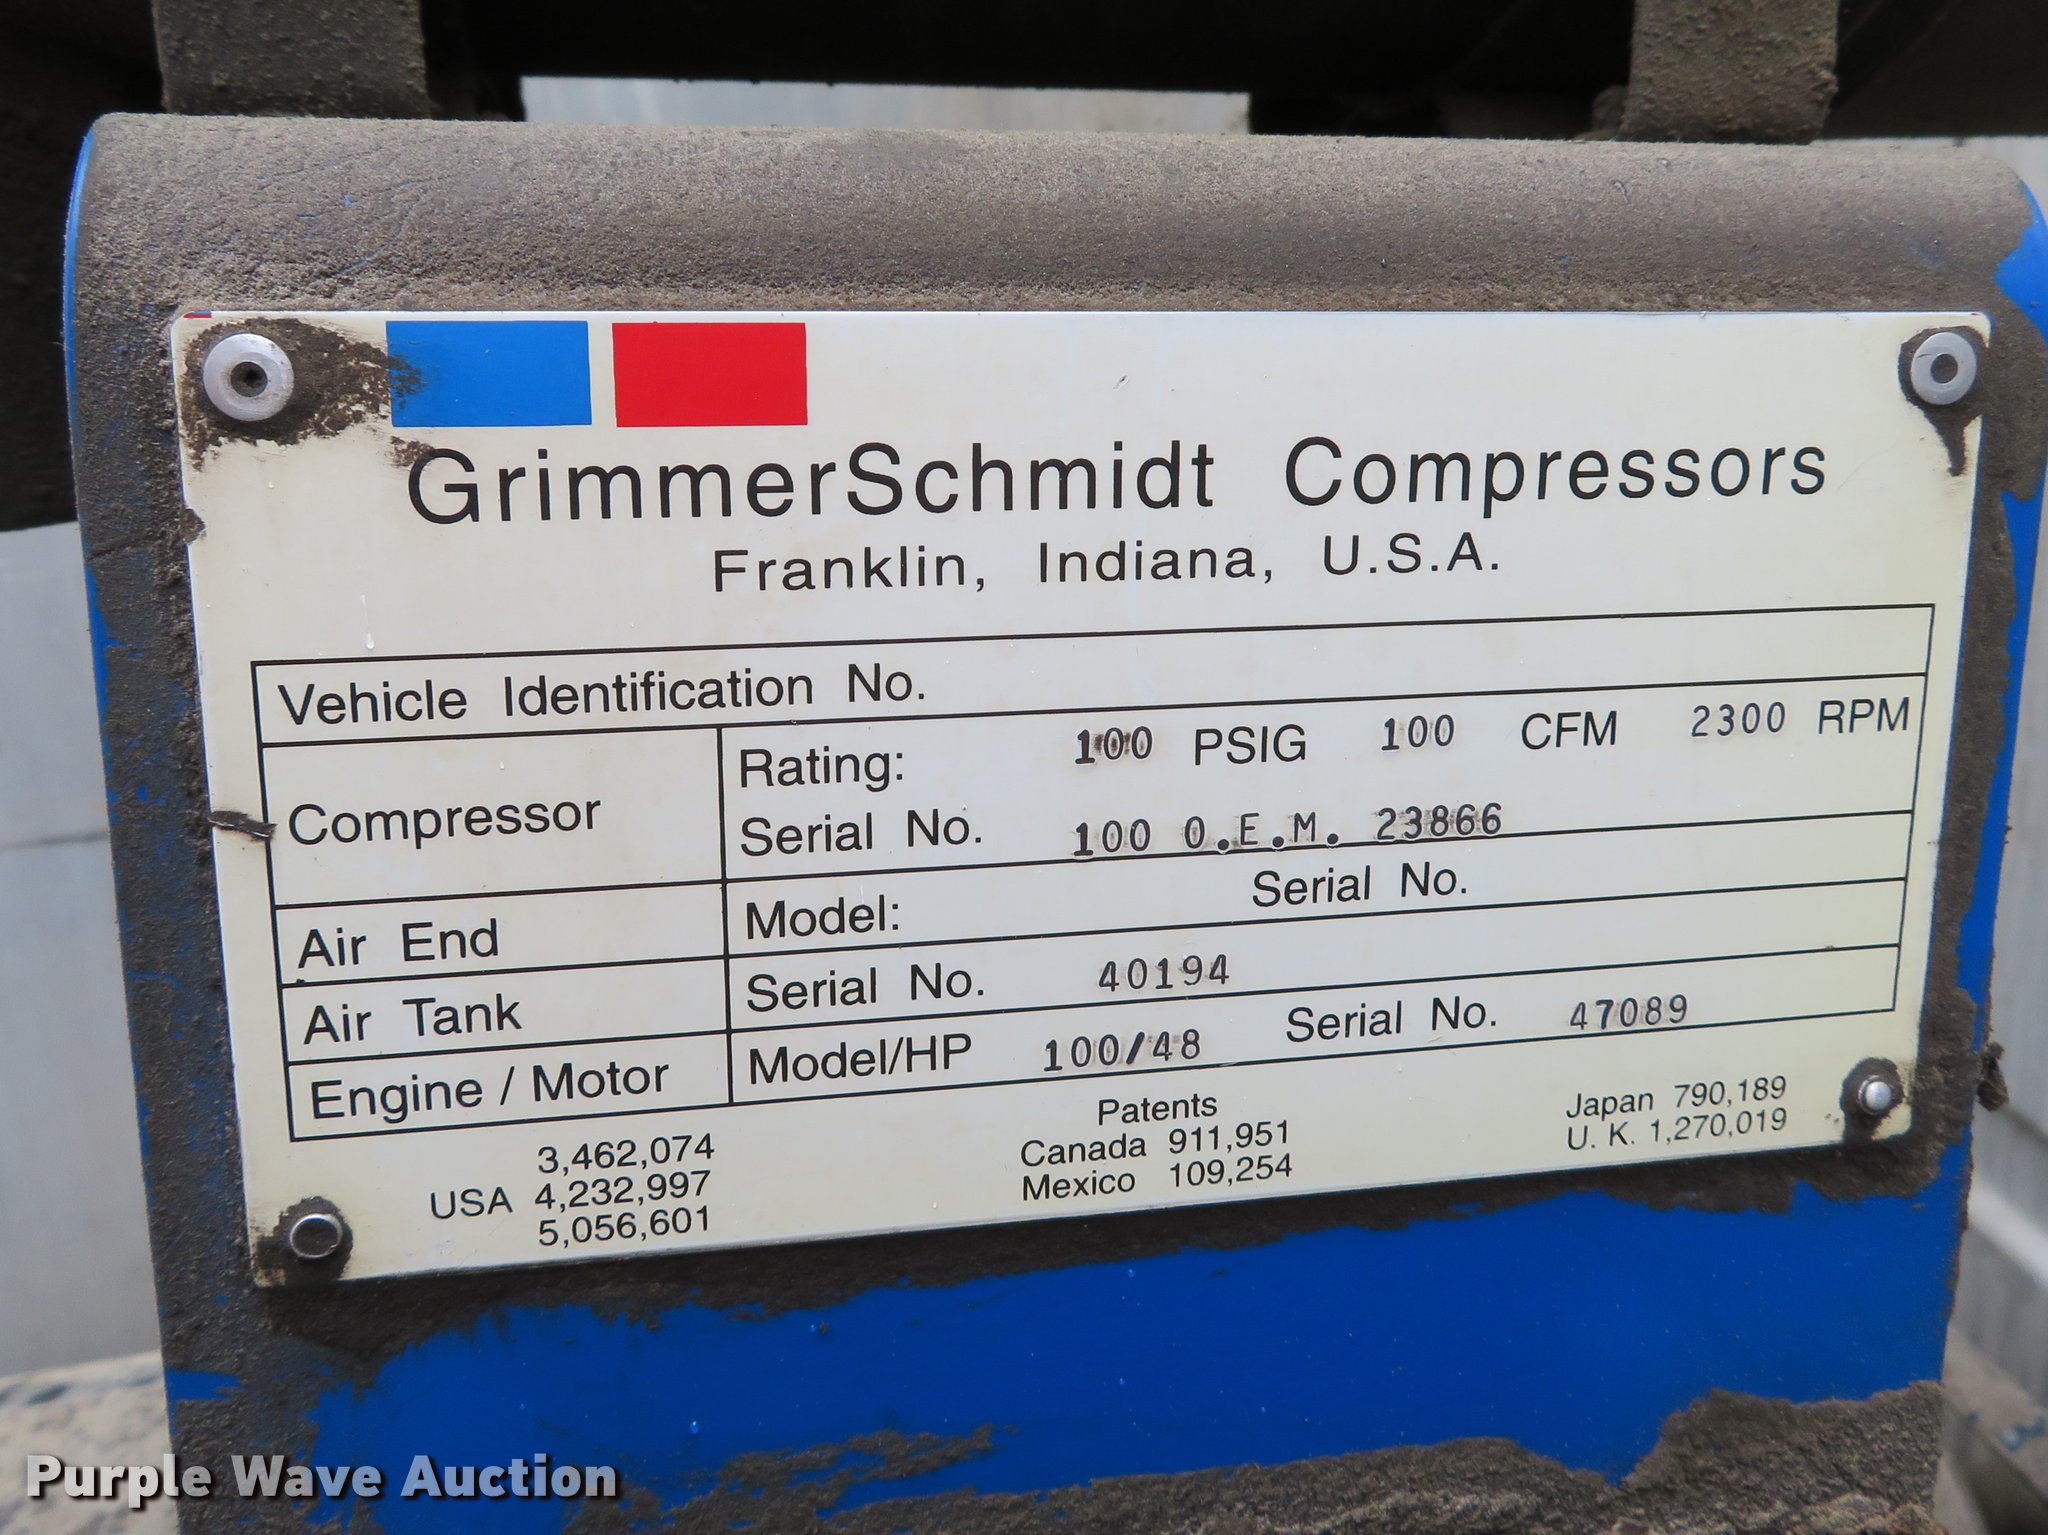 GrimmerSchmidt Compressors
Franklin, Indiana, U.S.A.
Vehicle Identification No.
Compressor
Rating: 100 PSIG 100 CFM 2300 RPM
Serial No. 100 O.E.M. 23866
Air End Model: Serial No.
Air Tank Serial No. 40194
Engine / Motor Model/HP 100/48 Serial No. 47089
Patents
USA 3,462,074
4,232,997
5,056,601
Canada 911,951
Mexico 109,254
Japan 790,189
U. K. 1,270,019
Purple Wave Auction